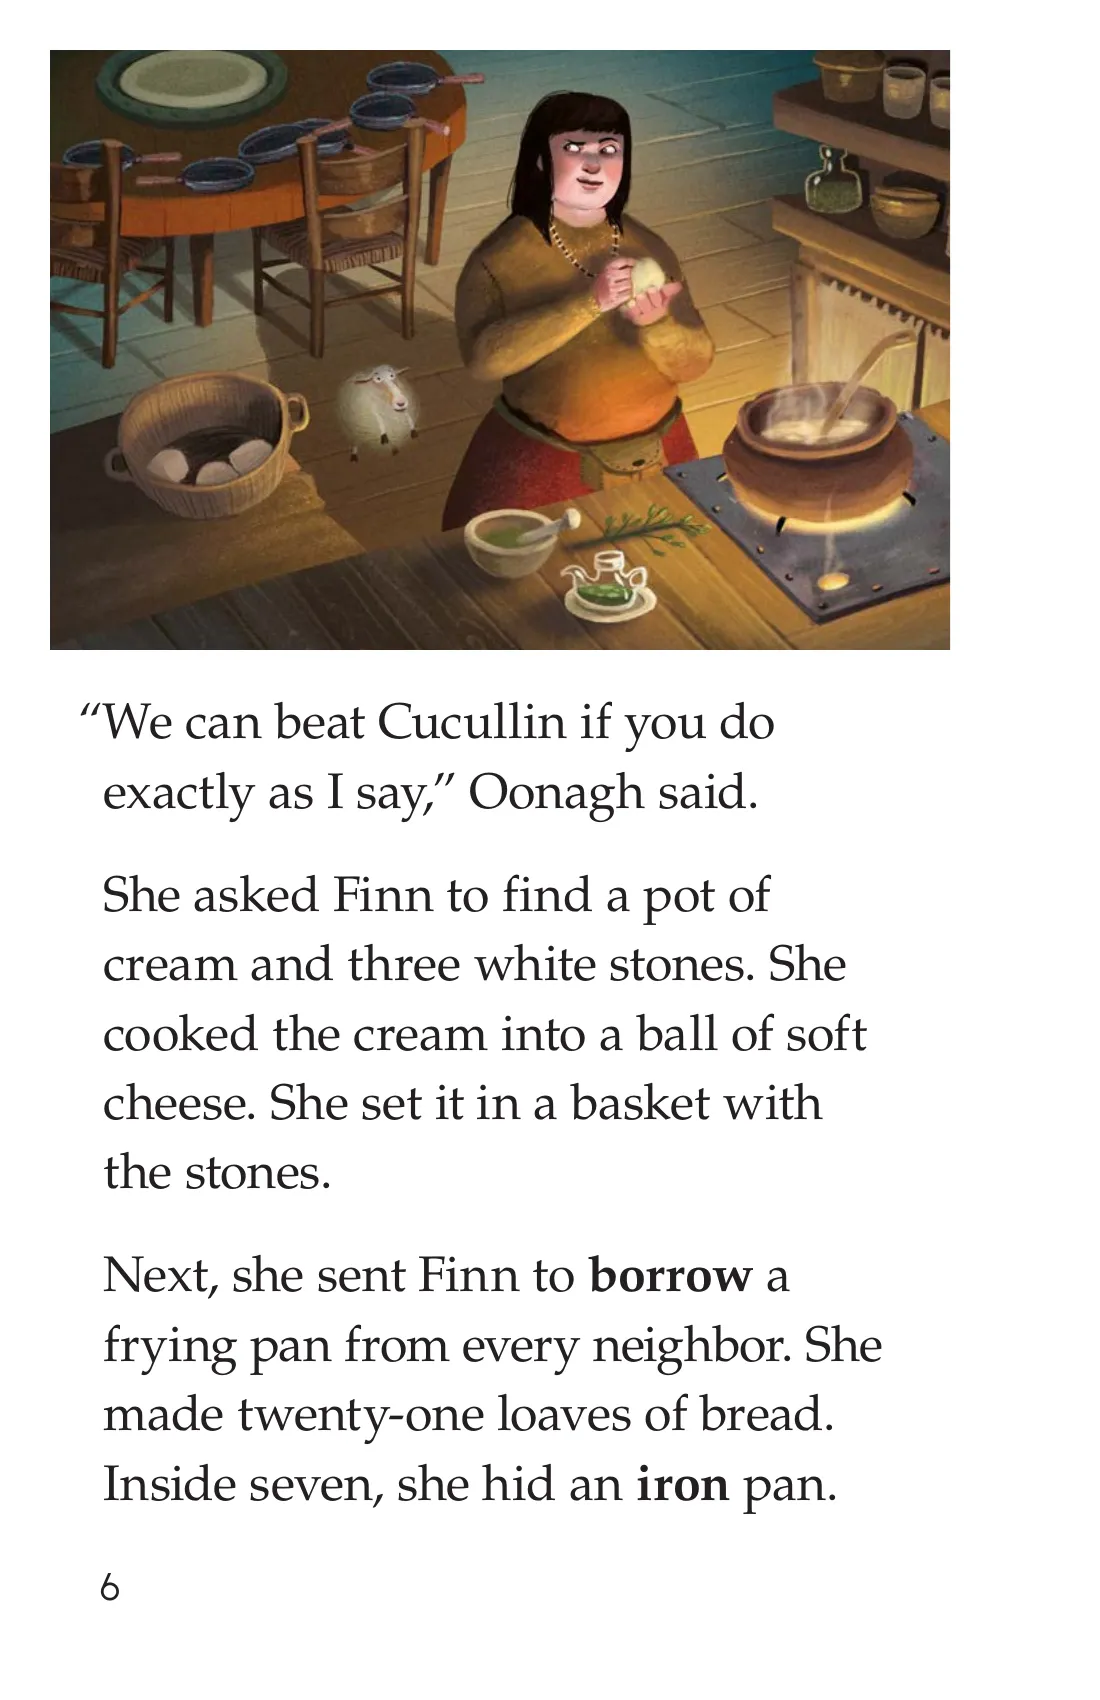 “We can beat Cucullin if you do
exactly as I say,” Oonagh said.
She asked Finn to find a pot of
cream and three white stones. She
cooked the cream into a ball of soft
cheese. She set it in a basket with
the stones.
Next, she sent Finn to borrow a
frying pan from every neighbor. She
made twenty-one loaves of bread.
Inside seven, she hid an iron pan.
6